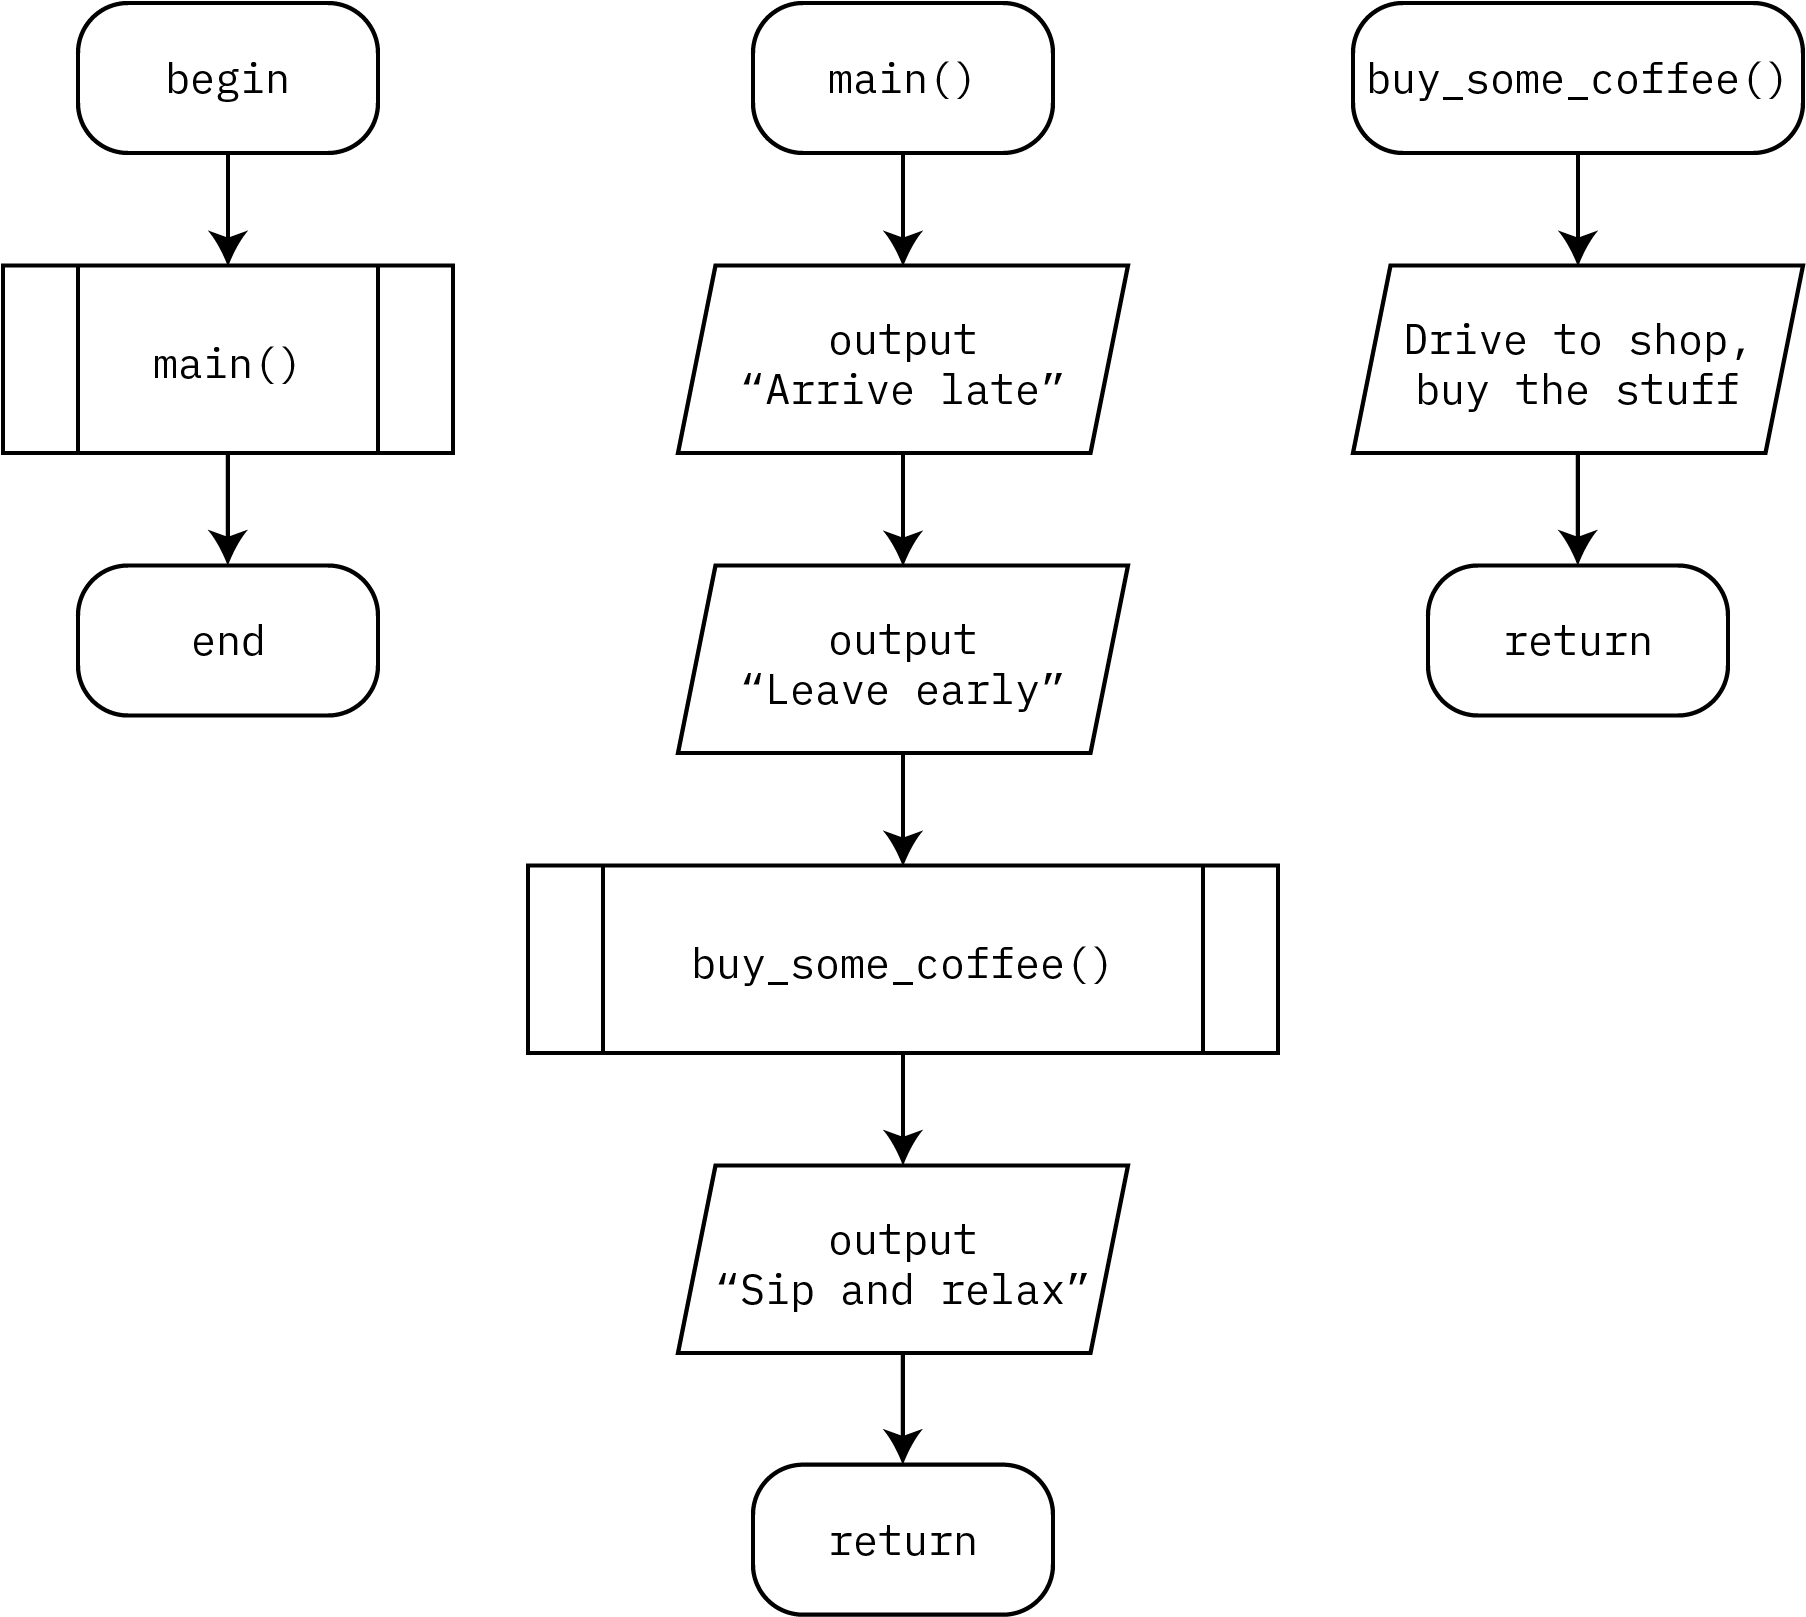 begin
main()
end
main()
output
“Arrive late”
output
“Leave early”
buy_some_coffee()
output
“Sip and relax”
return
buy_some_coffee()
Drive to shop,
buy the stuff
return